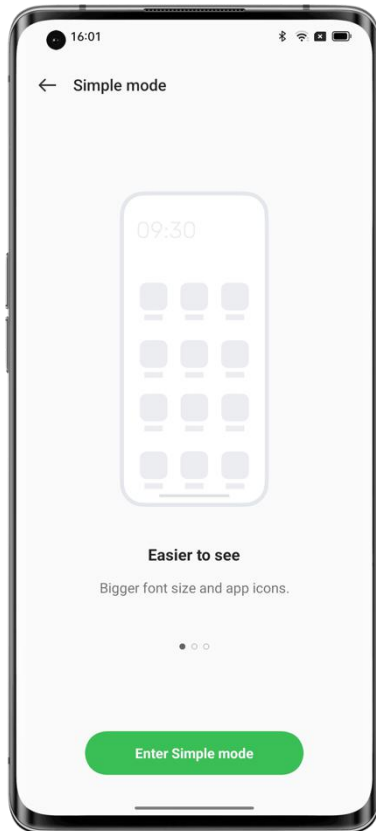 16:01
Simple mode
09:30
Easier to see
Bigger font size and app icons.
Enter Simple mode